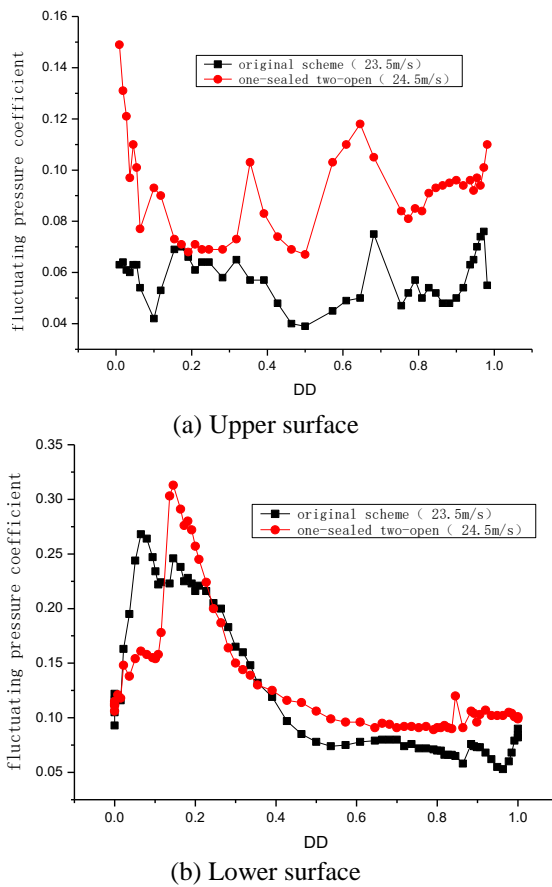 0.16
0.14
0.12
0.10
0.08
0.06
0.04
fluctuating pressure coefficient
original scheme ( 23.5m/s)
one-sealed two-open ( 24.5m/s)
0.0 0.2 0.4 0.6 0.8 1.0
DD
(a) Upper surface
0.35
0.30
0.25
0.20
0.15
0.10
0.05
fluctuating pressure coefficient
original scheme ( 23.5m/s)
one-sealed two-open ( 24.5m/s)
0.0 0.2 0.4 0.6 0.8 1.0
DD
(b) Lower surface